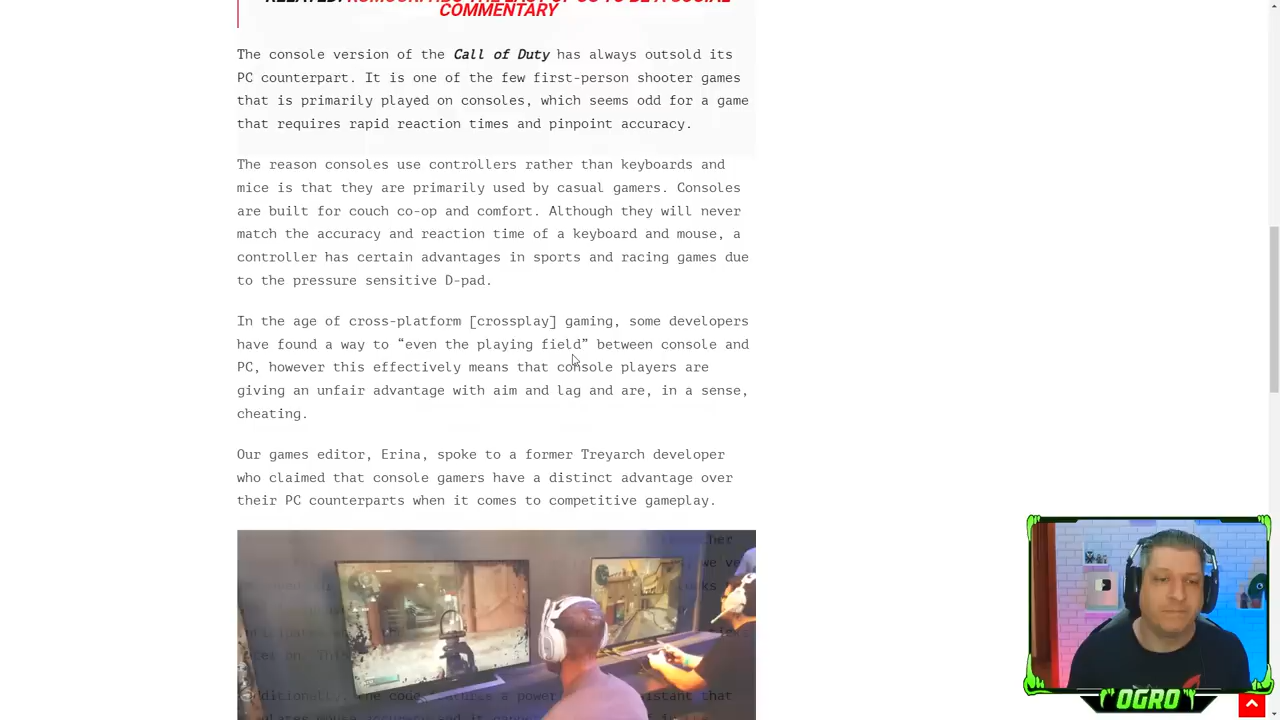 COMMENTARY
The console version of the Call of Duty has always outsold its
PC counterpart. It is one of the few first-person shooter games
that is primarily played on consoles, which seems odd for a game
that requires rapid reaction times and pinpoint accuracy.
The reason consoles use controllers rather than keyboards and
mice is that they are primarily used by casual gamers. Consoles
are built for couch co-op and comfort. Although they will never
match the accuracy and reaction time of a keyboard and mouse, a
controller has certain advantages in sports and racing games due
to the pressure sensitive D-pad.
In the age of cross-platform [crossplay] gaming, some developers
have found a way to “even the playing field” between console and
PC, however this effectively means that console players are
giving an unfair advantage with aim and lag and are, in a sense,
cheating.
Our games editor, Erina, spoke to a former Treyarch developer
who claimed that console gamers have a distinct advantage over
their PC counterparts when it comes to competitive gameplay.
OGRO